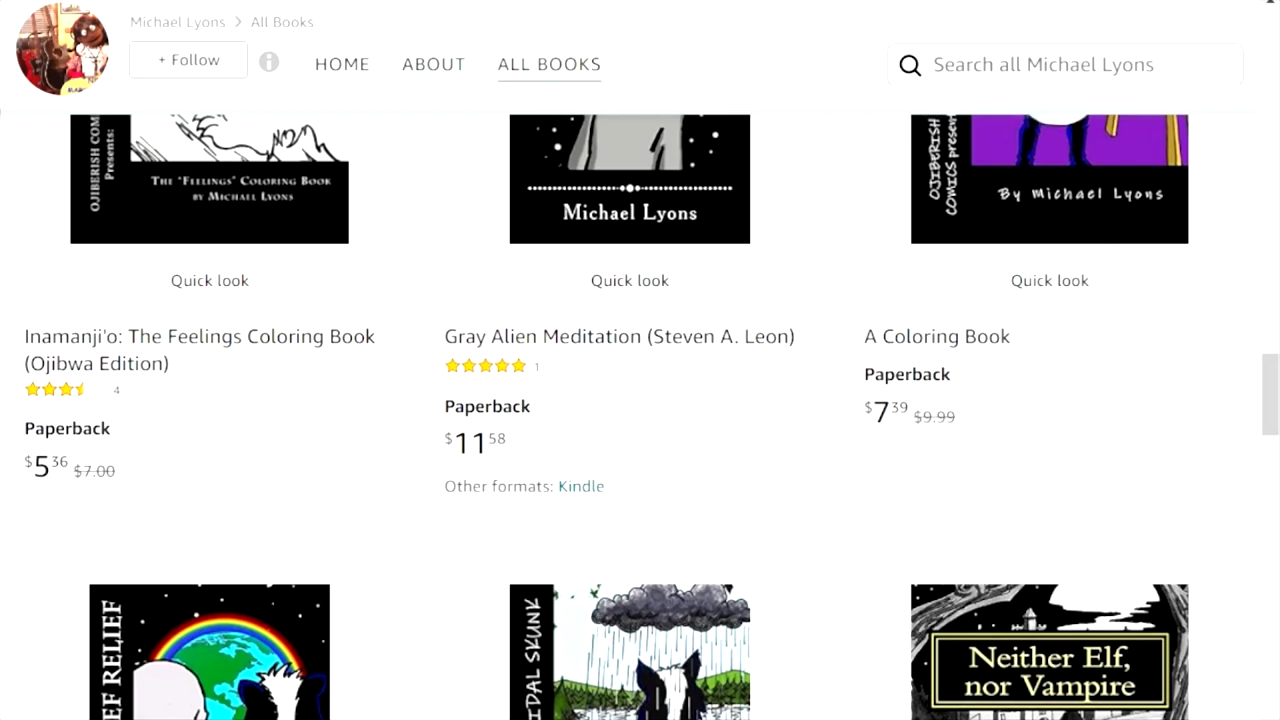 Michael Lyons > All Books
+ Follow
HOME
ABOUT
ALL BOOKS
Search all Michael Lyons
OJIBERISH COM
Presents:
THE "FEELINGS" COLORING BOOK
BY MICHAEL LYONS
Michael Lyons
OJIBERISH
COMICS presen
By Michael Lyons
Quick look
Quick look
Quick look
Inamanji'o: The Feelings Coloring Book
(Ojibwa Edition)
4
Paperback
$5.36 $7.00
Gray Alien Meditation (Steven A. Leon)
1
Paperback
$11.58
Other formats: Kindle
A Coloring Book
Paperback
$7.39 $9.99
EF RELIEF
IDAL SKUNK
Neither Elf,
nor Vampire